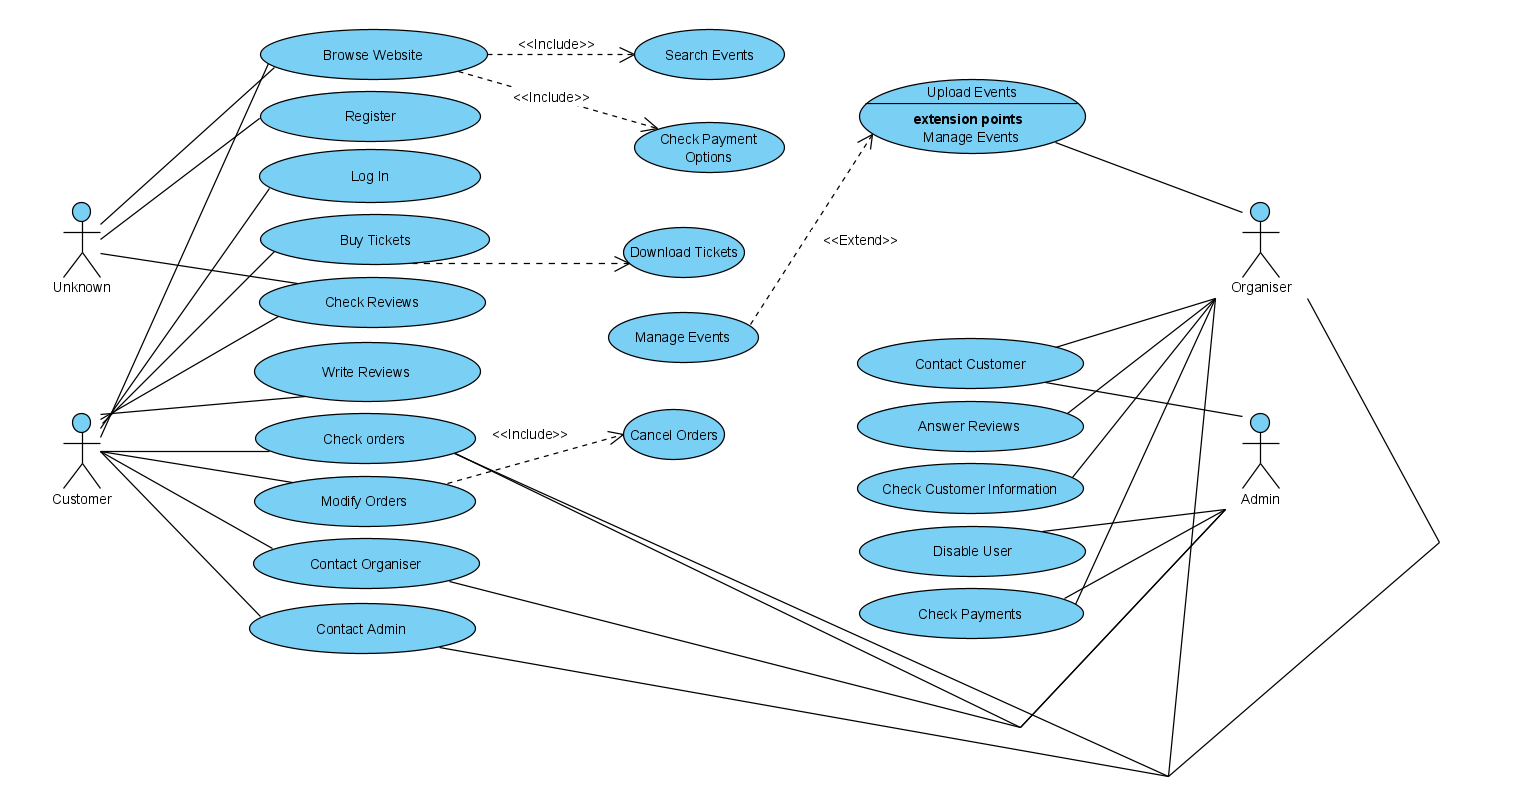 Browse Website
<<Include>>
Search Events
<<Include>>
Upload Events
extension points
Manage Events
Register
Check Payment
Options
Log In
Buy Tickets
Download Tickets
<<Extend>>
Unknown
Check Reviews
Organiser
Manage Events
Write Reviews
Contact Customer
Check orders
<<Include>>
Cancel Orders
Answer Reviews
Customer
Modify Orders
Check Customer Information
Admin
Contact Organiser
Disable User
Contact Admin
Check Payments